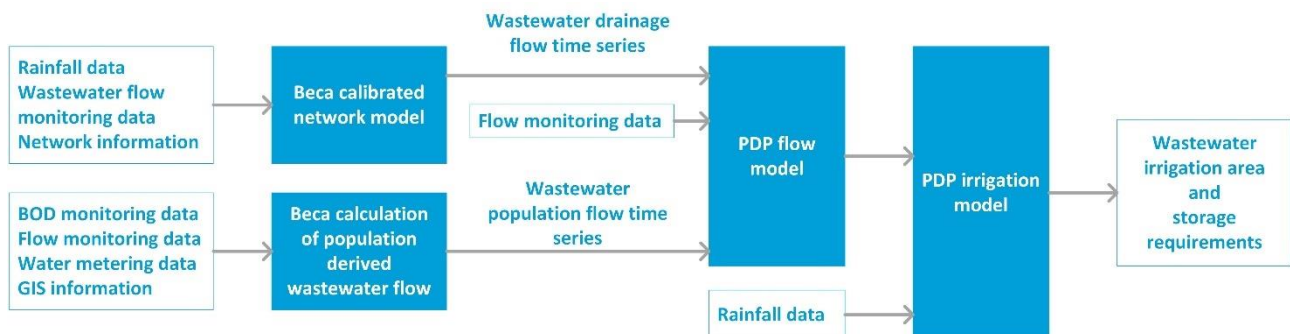 Rainfall data
Wastewater flow
monitoring data
Network information
Beca calibrated
network model
Wastewater drainage
flow time series
Flow monitoring data
BOD monitoring data
Flow monitoring data
Water metering data
GIS information
Beca calculation
of population
derived
wastewater flow
Wastewater
population flow time
series
PDP flow
model
Rainfall data
PDP irrigation
model
Wastewater
irrigation area
and
storage
requirements